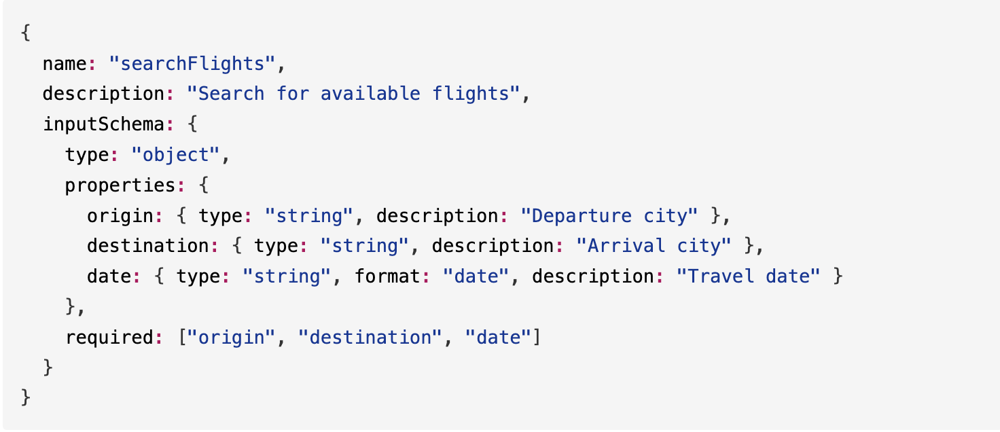 {
  name: "searchFlights",
  description: "Search for available flights",
  inputSchema: {
    type: "object",
    properties: {
      origin: { type: "string", description: "Departure city" },
      destination: { type: "string", description: "Arrival city" },
      date: { type: "string", format: "date", description: "Travel date" }
    },
    required: ["origin", "destination", "date"]
  }
}